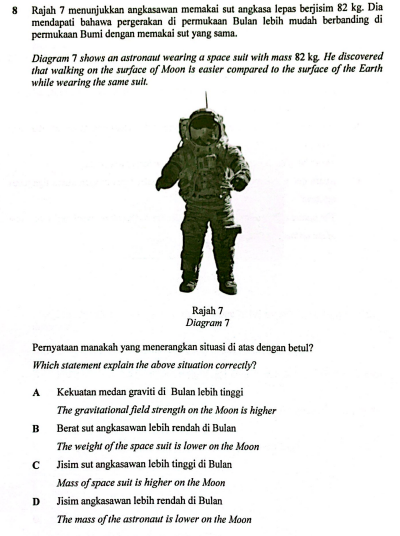 8 Rajah 7 menunjukkan angkasawan memakai sut angkasa lepas berjisim 82 kg. Dia
mendapati bahawa pergerakan di permukaan Bulan lebih mudah berbanding di
permukaan Bumi dengan memakai sut yang sama.
Diagram 7 shows an astronaut wearing a space suit with mass 82 kg. He discovered
that walking on the surface of Moon is easier compared to the surface of the Earth
while wearing the same suit.
Rajah 7
Diagram 7
Pernyataan manakah yang menerangkan situasi di atas dengan betul?
Which statement explain the above situation correctly?
A Kekuatan medan graviti di Bulan lebih tinggi
The gravitational field strength on the Moon is higher
B Berat sut angkasawan lebih rendah di Bulan
The weight of the space suit is lower on the Moon
C Jisim sut angkasawan lebih tinggi di Bulan
Mass of space suit is higher on the Moon
D Jisim angkasawan lebih rendah di Bulan
The mass of the astronaut is lower on the Moon